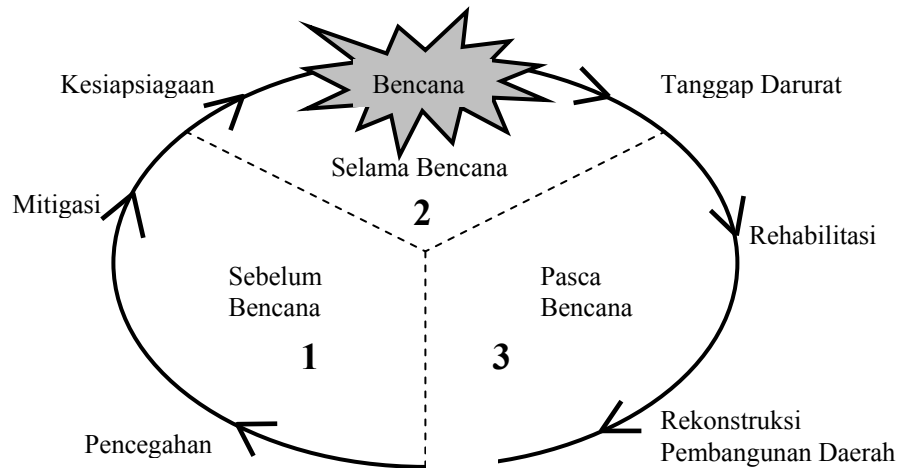 Bencana
Kesiapsiagaan
Tanggap Darurat
Selama Bencana
2
Mitigasi
Rehabilitasi
Sebelum
Bencana
1
Pasca
Bencana
3
Pencegahan
Rekonstruksi
Pembangunan Daerah